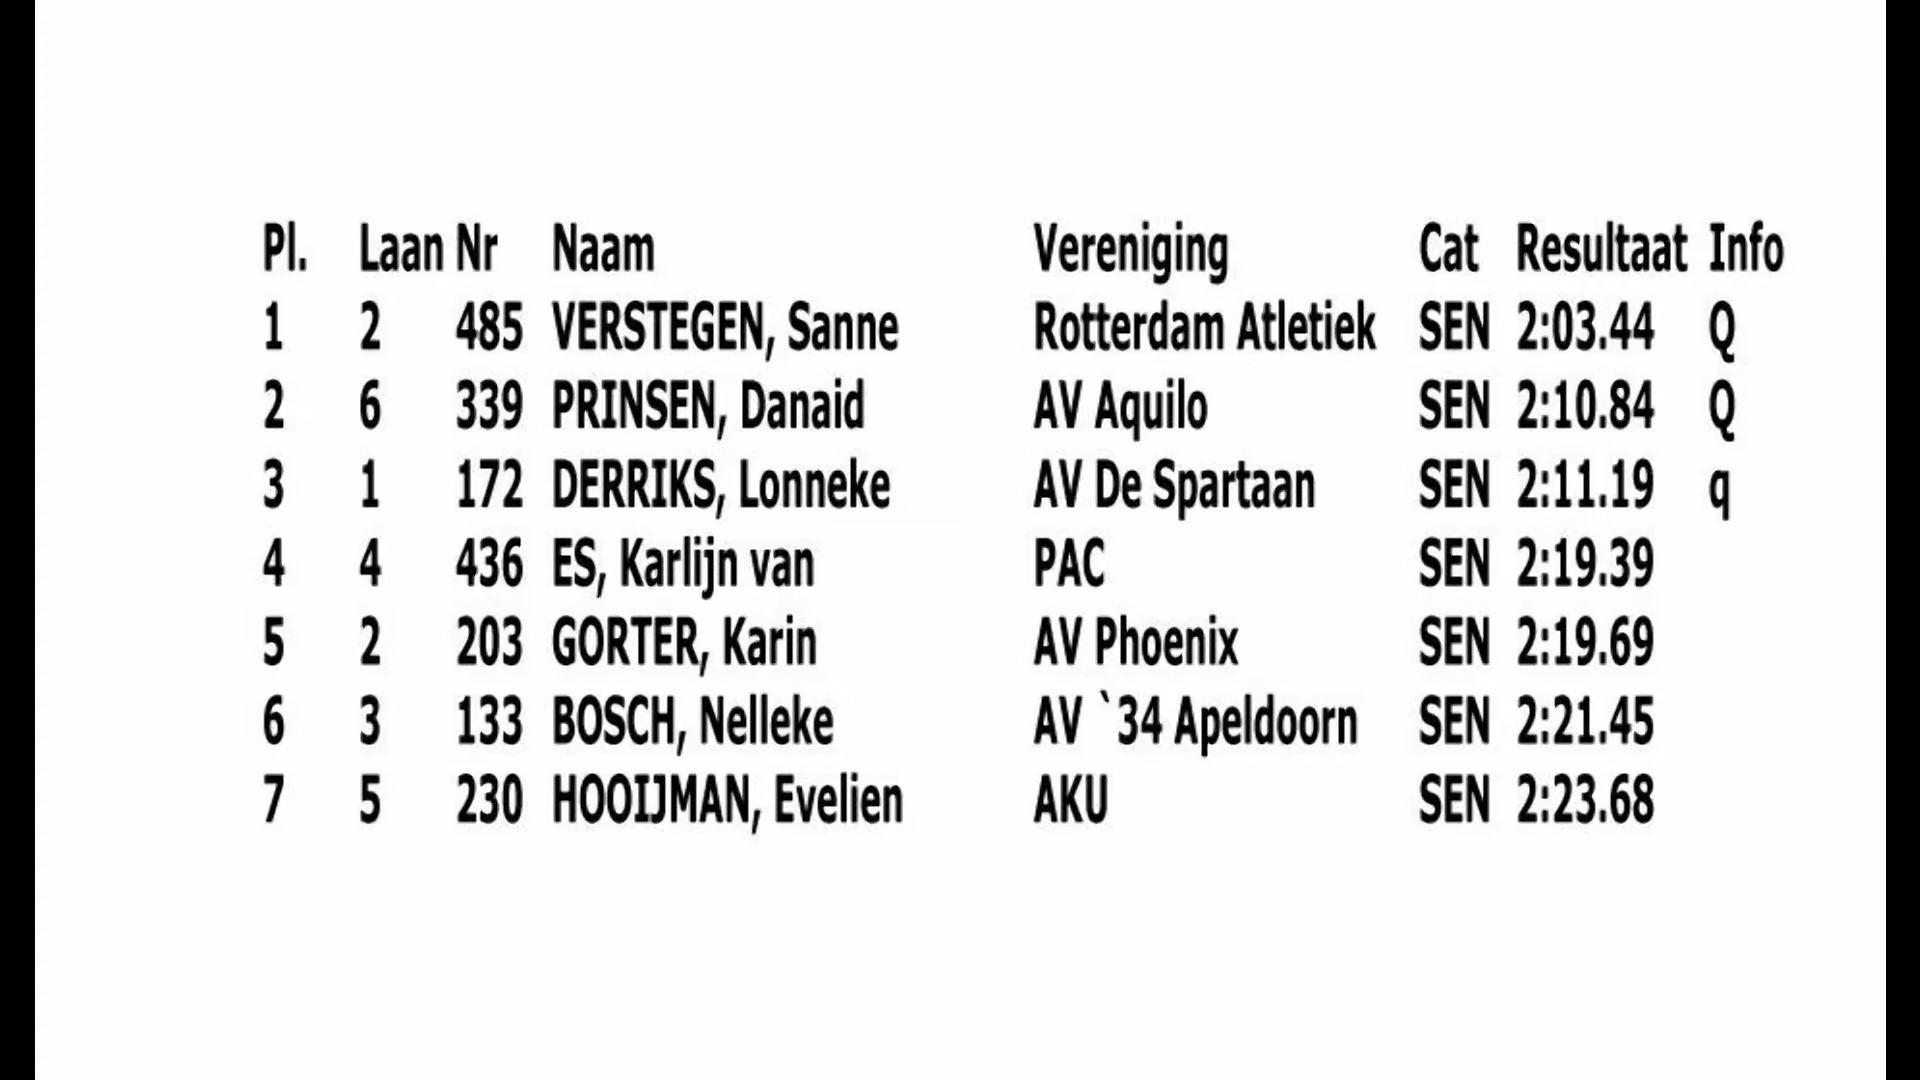 Pl. Laan Nr Naam Vereniging Cat Resultaat Info
1 2 485 VERSTEGEN, Sanne Rotterdam Atletiek SEN 2:03.44 Q
2 6 339 PRINSEN, Danaid AV Aquilo SEN 2:10.84 Q
3 1 172 DERRIKS, Lonneke AV De Spartaan SEN 2:11.19 q
4 4 436 ES, Karlijn van PAC SEN 2:19.39
5 2 203 GORTER, Karin AV Phoenix SEN 2:19.69
6 3 133 BOSCH, Nelleke AV `34 Apeldoorn SEN 2:21.45
7 5 230 HOOIJMAN, Evelien AKU SEN 2:23.68